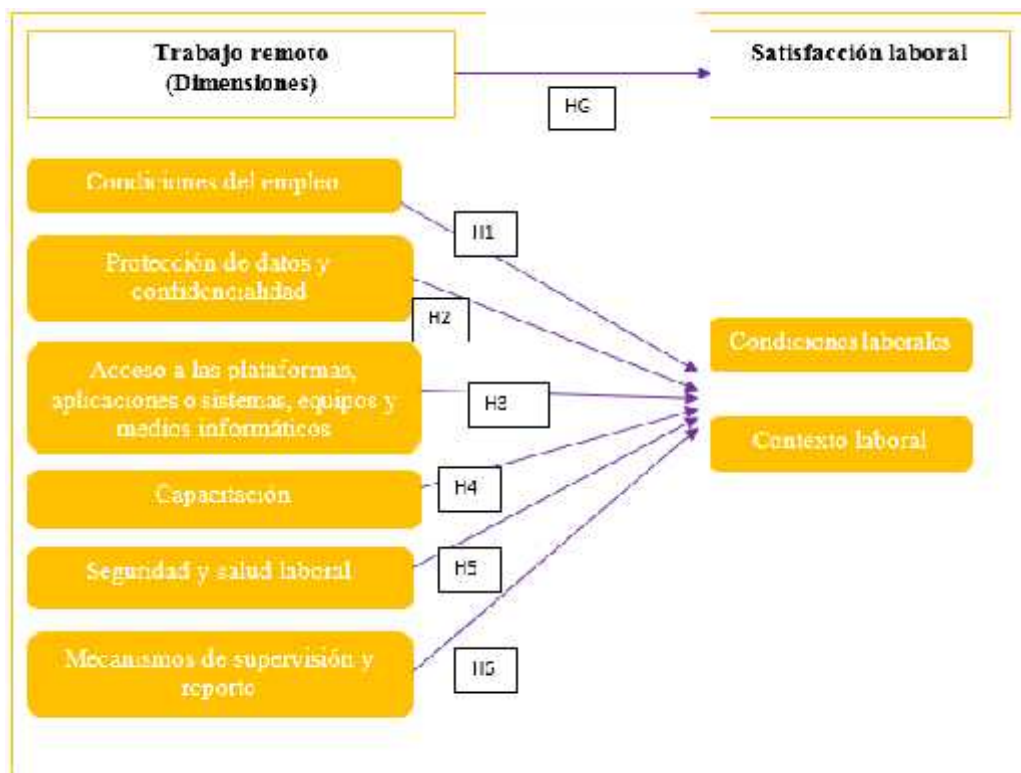 Trabajo remoto
(Dimensiones)
Satisfacción laboral
HG
Condiciones del empleo
H1
Protección de datos y
confidencialidad
H2
Condiciones laborales
Acceso a las plataformas,
aplicaciones o sistemas, equipos y
medios informáticos
H3
Contexto laboral
Capacitación
H4
Seguridad y salud laboral
H5
Mecanismos de supervisión y
reporte
H6